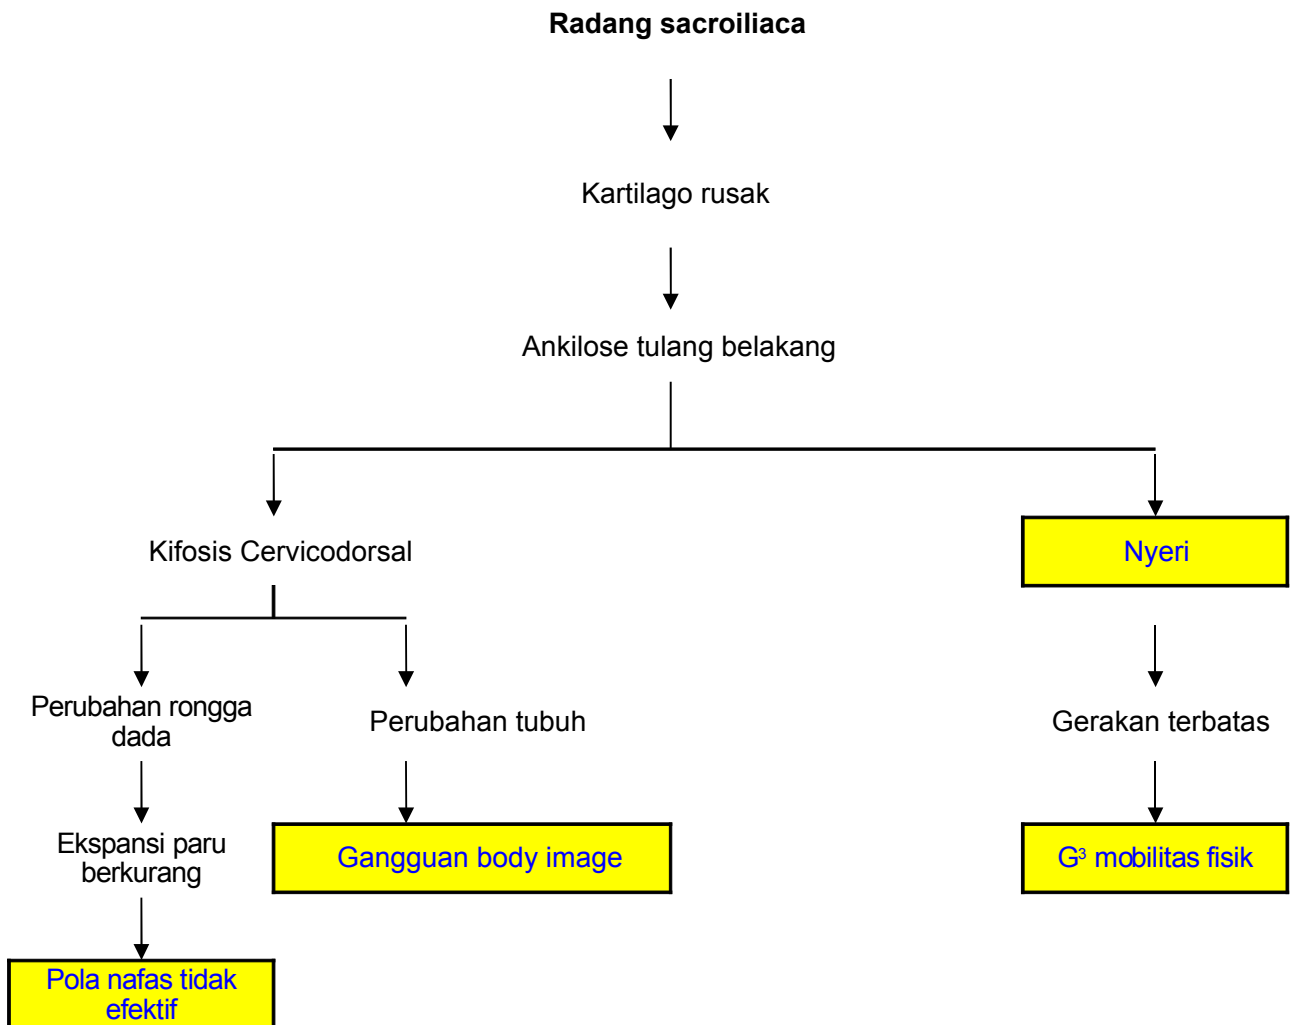 Radang sacroiliaca
Kartilago rusak
Ankilose tulang belakang
Kifosis Cervicodorsal
Nyeri
Perubahan rongga
dada
Perubahan tubuh
Gerakan terbatas
Ekspansi paru
berkurang
Gangguan body image
G³ mobilitas fisik
Pola nafas tidak
efektif